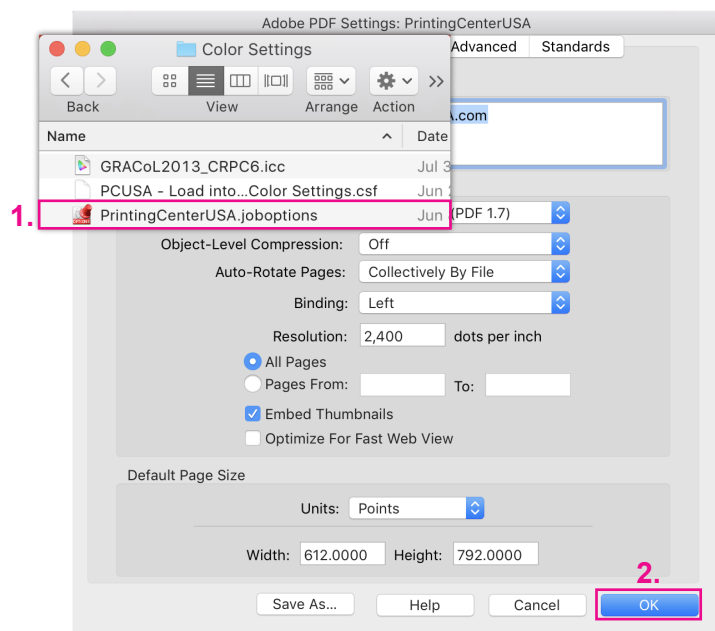 Adobe PDF Settings: PrintingCenterUSA
Color Settings
Advanced Standards
Back View Arrange Action
.com
Name Date
GRACoL2013_CRPC6.icc Jul 3
PCUSA - Load into...Color Settings.csf Jun
1. PrintingCenterUSA.joboptions Jun
(PDF 1.7)
Object-Level Compression: Off
Auto-Rotate Pages: Collectively By File
Binding: Left
Resolution: 2,400 dots per inch
All Pages
Pages From: To:
Embed Thumbnails
Optimize For Fast Web View
Default Page Size
Units: Points
Width: 612.0000 Height: 792.0000
2.
Save As... Help Cancel OK